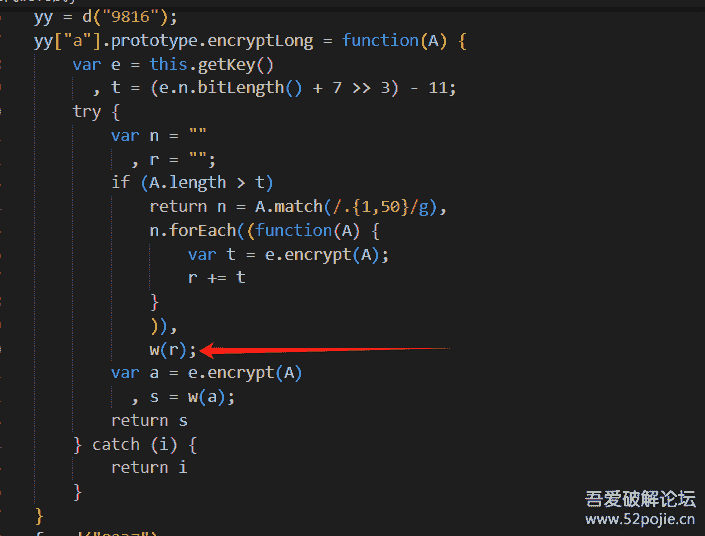 yy = d("9816");
yy["a"].prototype.encryptLong = function(A) {
var e = this.getKey()
, t = (e.n.bitLength() + 7 >> 3) - 11;
try {
var n = ""
, r = "";
if (A.length > t)
return n = A.match(/.{1,50}/g),
n.forEach((function(A) {
var t = e.encrypt(A);
r += t
}
)),
w(r);
var a = e.encrypt(A)
, s = w(a);
return s
} catch (i) {
return i
}
}
吾爱破解论坛
www.52pojie.cn